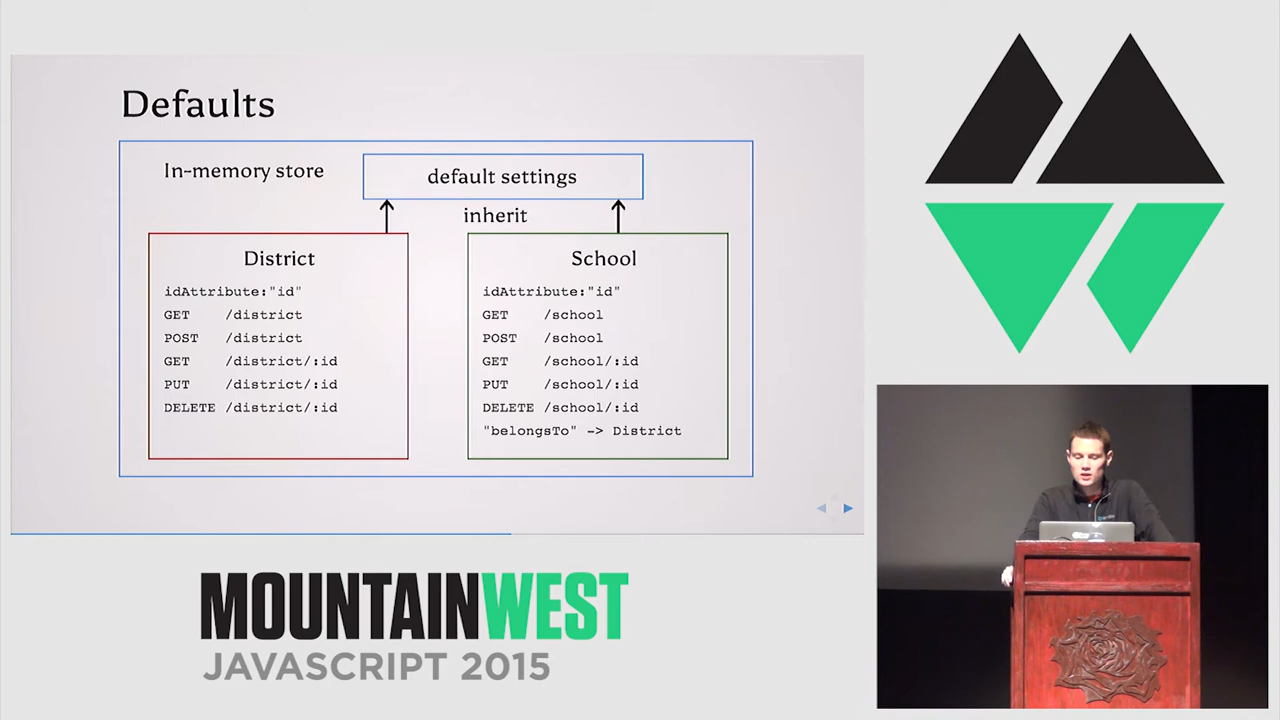 Defaults
In-memory store
default settings
inherit
District
idAttribute:"id"
GET /district
POST /district
GET /district/:id
PUT /district/:id
DELETE /district/:id
School
idAttribute:"id"
GET /school
POST /school
GET /school/:id
PUT /school/:id
DELETE /school/:id
"belongsTo" -> District
MOUNTAINWEST
JAVASCRIPT 2015